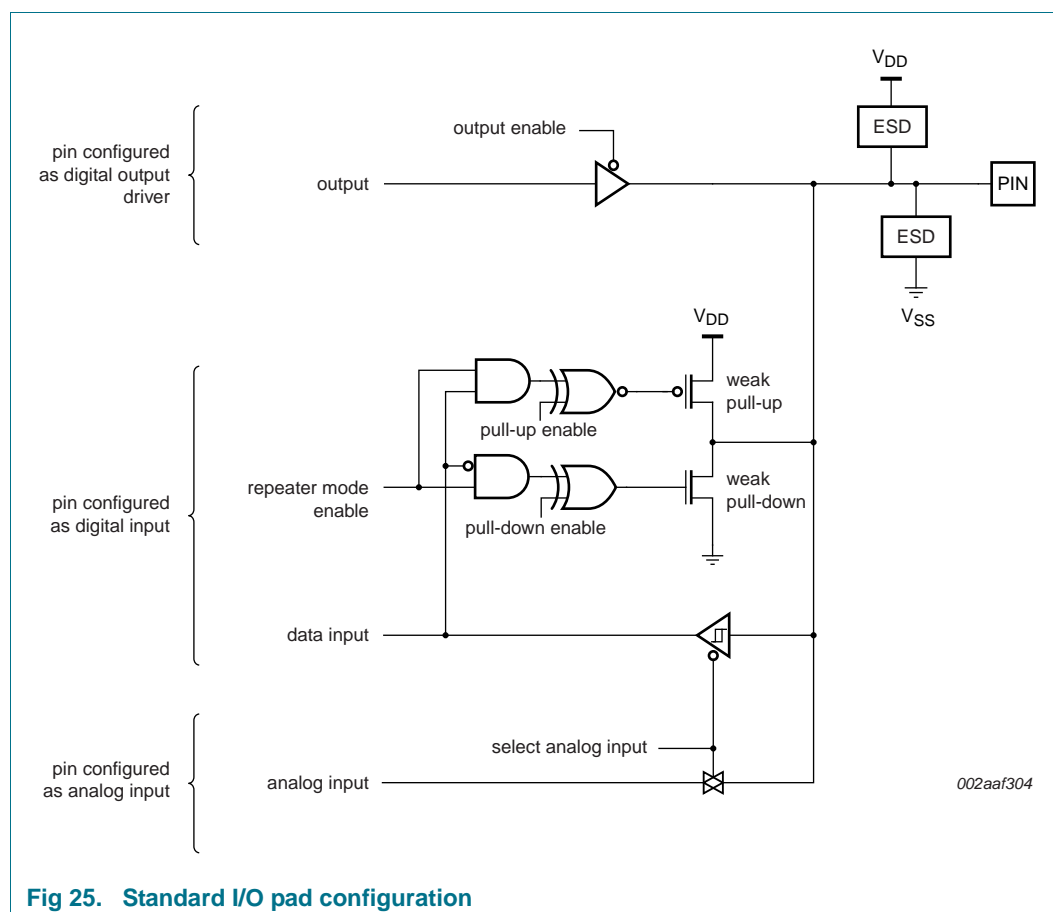 VDD
ESD
output enable
pin configured
as digital output
driver
output
PIN
ESD
VSS
VDD
weak
pull-up
pull-up enable
pin configured
as digital input
repeater mode
enable
weak
pull-down
pull-down enable
data input
select analog input
pin configured
as analog input
analog input
002aaf304
Fig 25. Standard I/O pad configuration